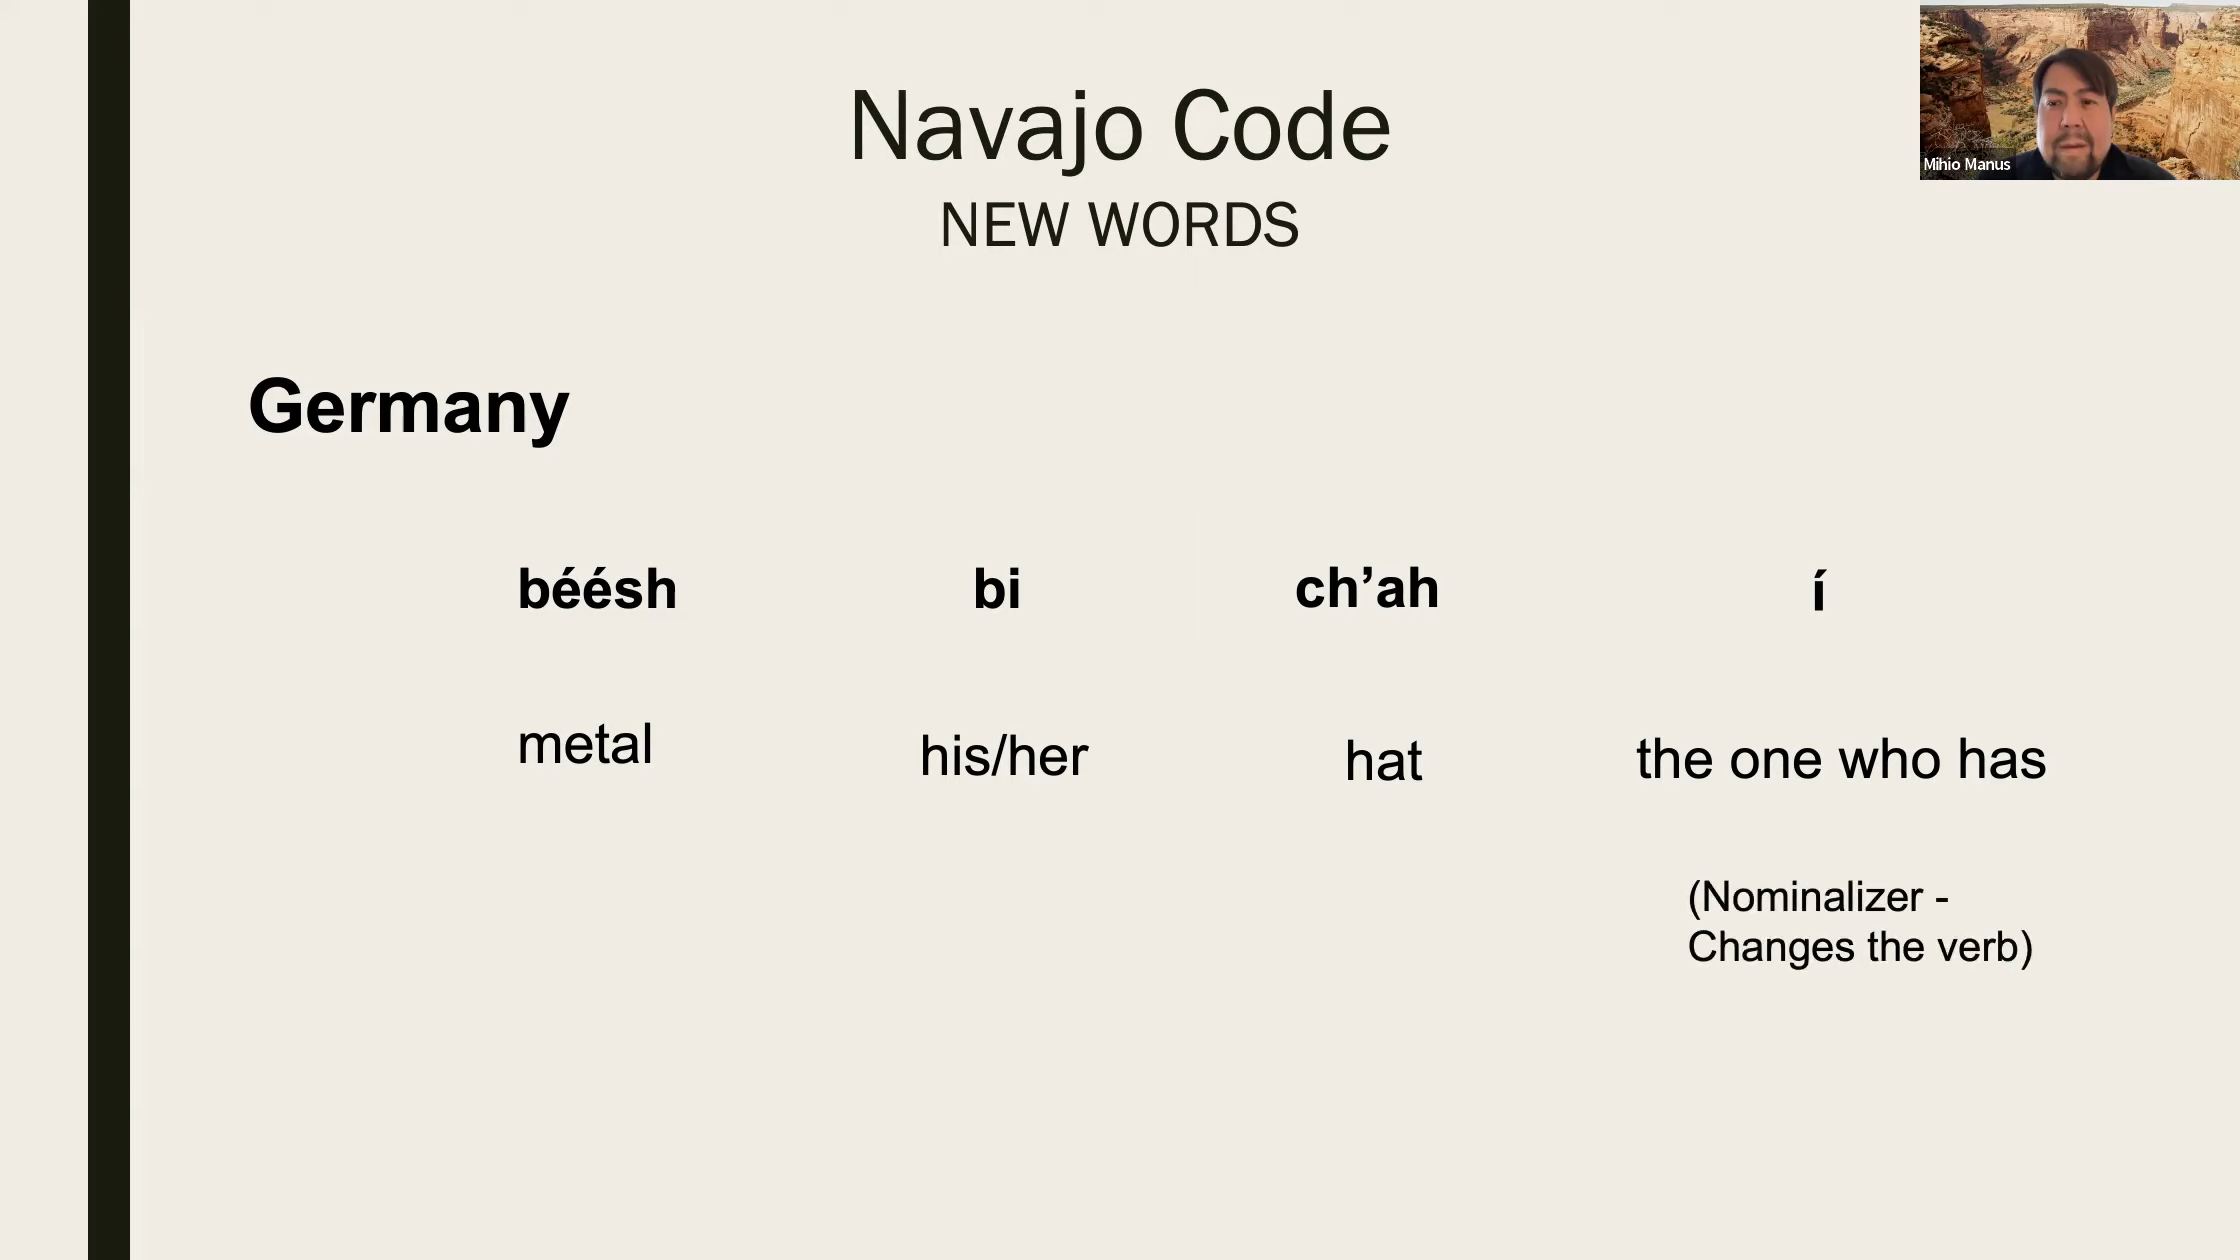 Navajo Code
NEW WORDS
Mihio Manus
Germany
béésh bi ch’ah í
metal his/her hat the one who has
(Nominalizer -
Changes the verb)